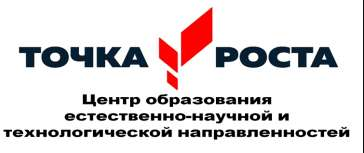 ТОЧКА РОСТА
Центр образования
естественно-научной и
технологической направленностей